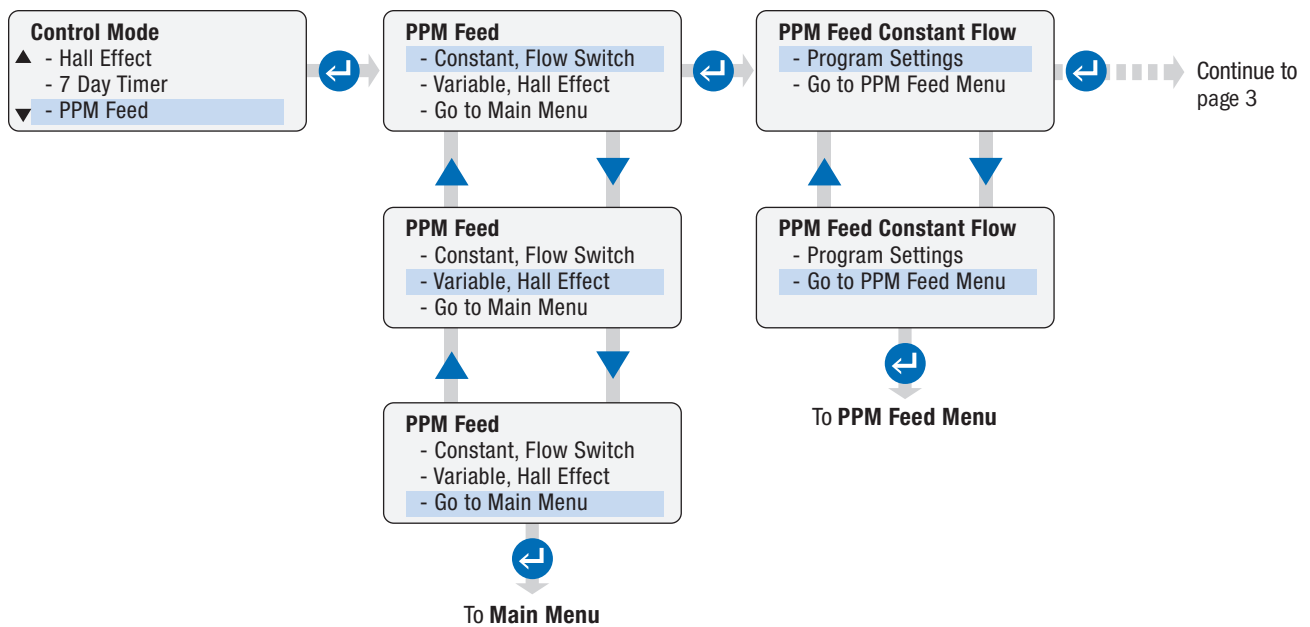 Control Mode
- Hall Effect
- 7 Day Timer
- PPM Feed
PPM Feed
- Constant, Flow Switch
- Variable, Hall Effect
- Go to Main Menu
PPM Feed Constant Flow
- Program Settings
- Go to PPM Feed Menu
Continue to
page 3
PPM Feed
- Constant, Flow Switch
- Variable, Hall Effect
- Go to Main Menu
PPM Feed Constant Flow
- Program Settings
- Go to PPM Feed Menu
To PPM Feed Menu
PPM Feed
- Constant, Flow Switch
- Variable, Hall Effect
- Go to Main Menu
To Main Menu